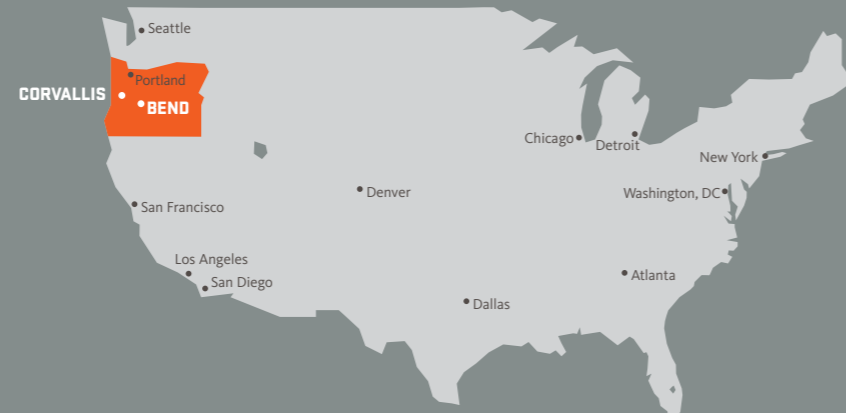 Seattle
Portland
CORVALLIS
BEND
Chicago
Detroit
New York
Denver
Washington, DC
San Francisco
Los Angeles
San Diego
Atlanta
Dallas